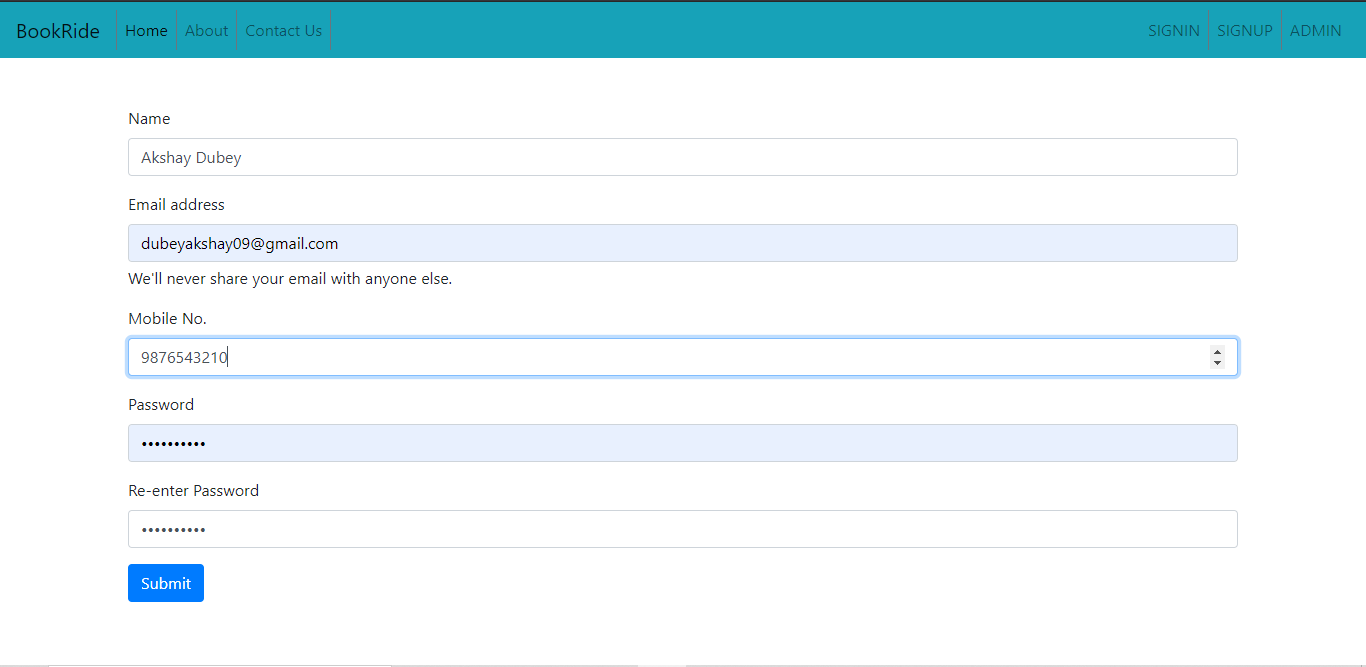 BookRide Home About Contact Us SIGNIN SIGNUP ADMIN
Name
Akshay Dubey
Email address
dubeyakshay09@gmail.com
We'll never share your email with anyone else.
Mobile No.
9876543210
Password
••••••••••
Re-enter Password
••••••••••
Submit